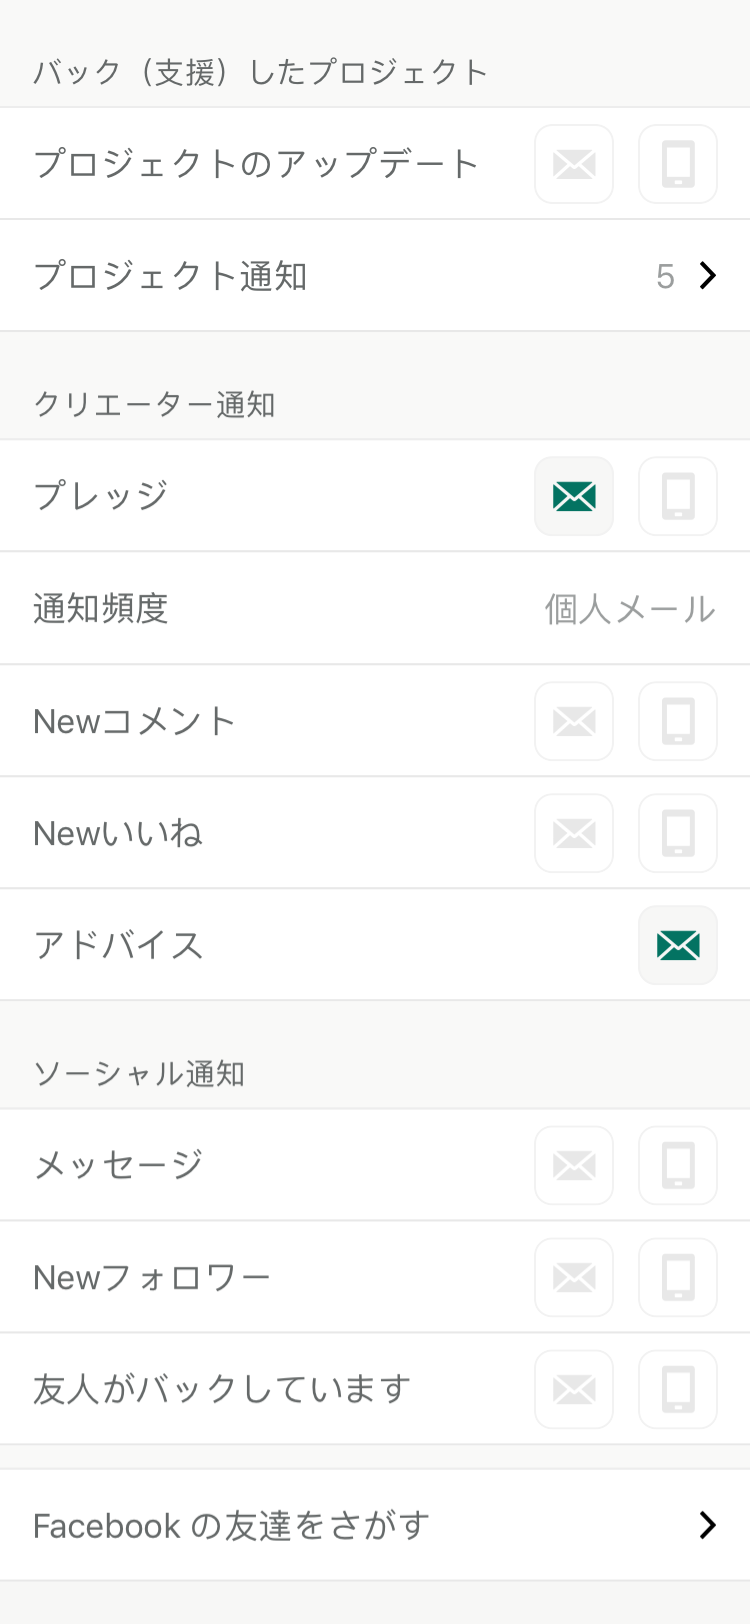 バック（支援）したプロジェクト
プロジェクトのアップデート
プロジェクト通知 5
クリエーター通知
プレッジ
通知頻度 個人メール
Newコメント
Newいいね
アドバイス
ソーシャル通知
メッセージ
Newフォロワー
友人がバックしています
Facebook の友達をさがす